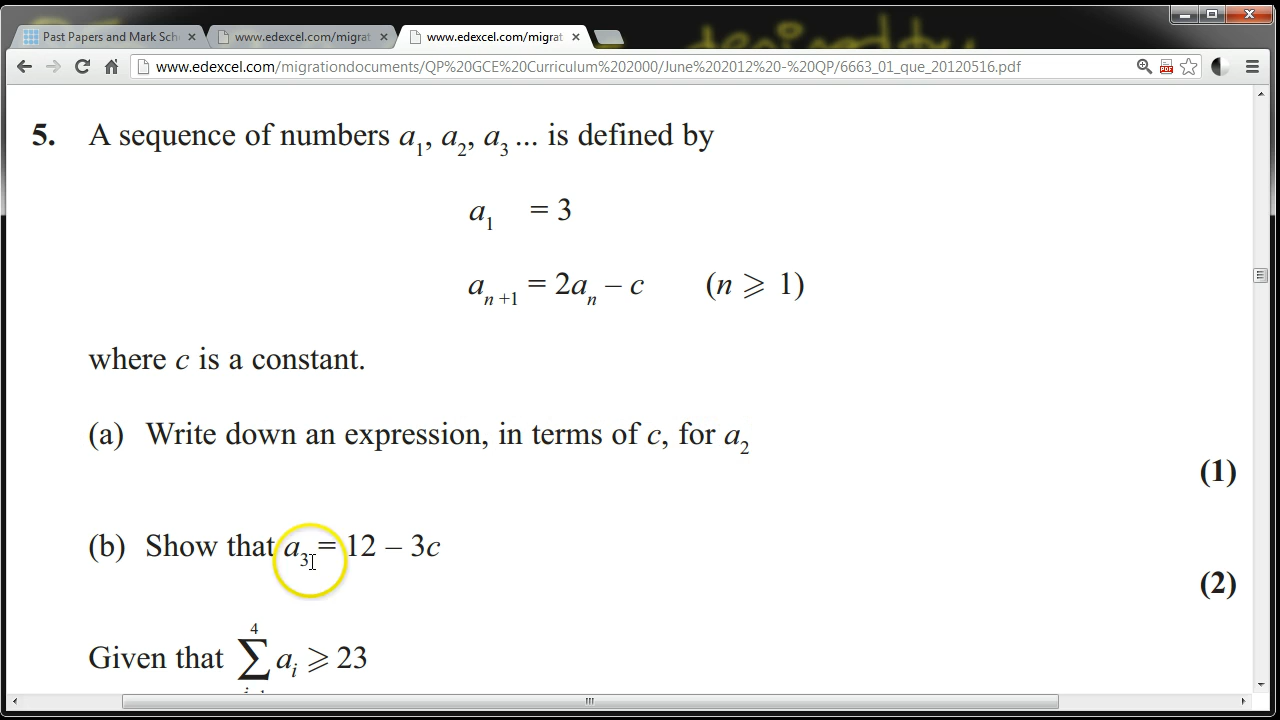 defined by
Past Papers and Mark Sch
www.edexcel.com/migrat
www.edexcel.com/migrat
www.edexcel.com/migrationdocuments/QP%20GCE%20Curriculum%202000/June%202012%20-%20QP/6663_01_que_20120516.pdf
5. A sequence of numbers a₁, a₂, a₃ ... is defined by
a₁ = 3
aₙ₊₁ = 2aₙ – c (n ⩾ 1)
where c is a constant.
(a) Write down an expression, in terms of c, for a₂
(1)
(b) Show that a₃ = 12 – 3c
(2)
4
Given that ∑ aᵢ ⩾ 23